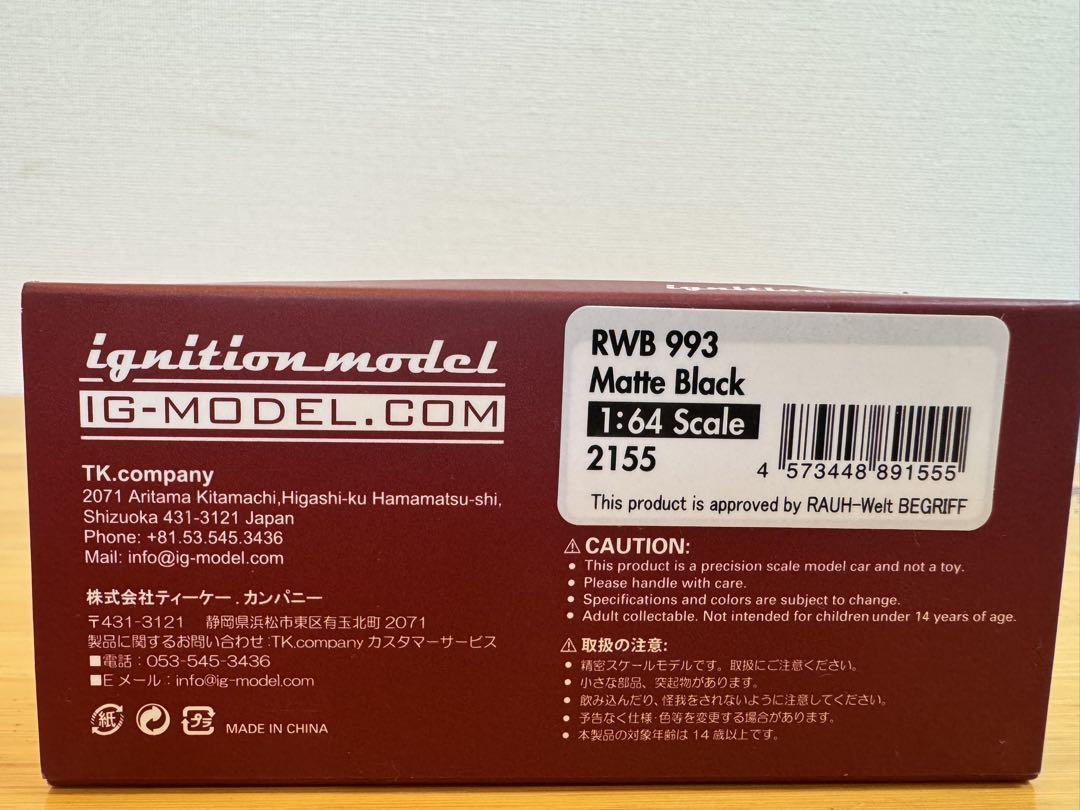 ignition model
ignition model
IG-MODEL.COM
TK.company
2071 Aritama Kitamachi,Higashi-ku Hamamatsu-shi,
Shizuoka 431-3121 Japan
Phone: +81.53.545.3436
Mail: info@ig-model.com
株式会社ティーケー．カンパニー
〒431-3121 静岡県浜松市東区有玉北町 2071
製品に関するお問い合わせ:TK.company カスタマーサービス
■電話：053-545-3436
■E メール：info@ig-model.com
紙 プラ MADE IN CHINA
RWB 993
Matte Black
1:64 Scale
2155
4 573448 891555
This product is approved by RAUH-Welt BEGRIFF
⚠ CAUTION:
● This product is a precision scale model car and not a toy.
● Please handle with care.
● Specifications and colors are subject to change.
● Adult collectable. Not intended for children under 14 years of age.
⚠ 取扱の注意:
● 精密スケールモデルです。取扱にご注意ください。
● 小さな部品、突起物があります。
● 飲み込んだり、怪我をされないように注意してください。
● 予告なく仕様･色等を変更する場合があります。
● 本製品の対象年齢は 14 歳以上です。